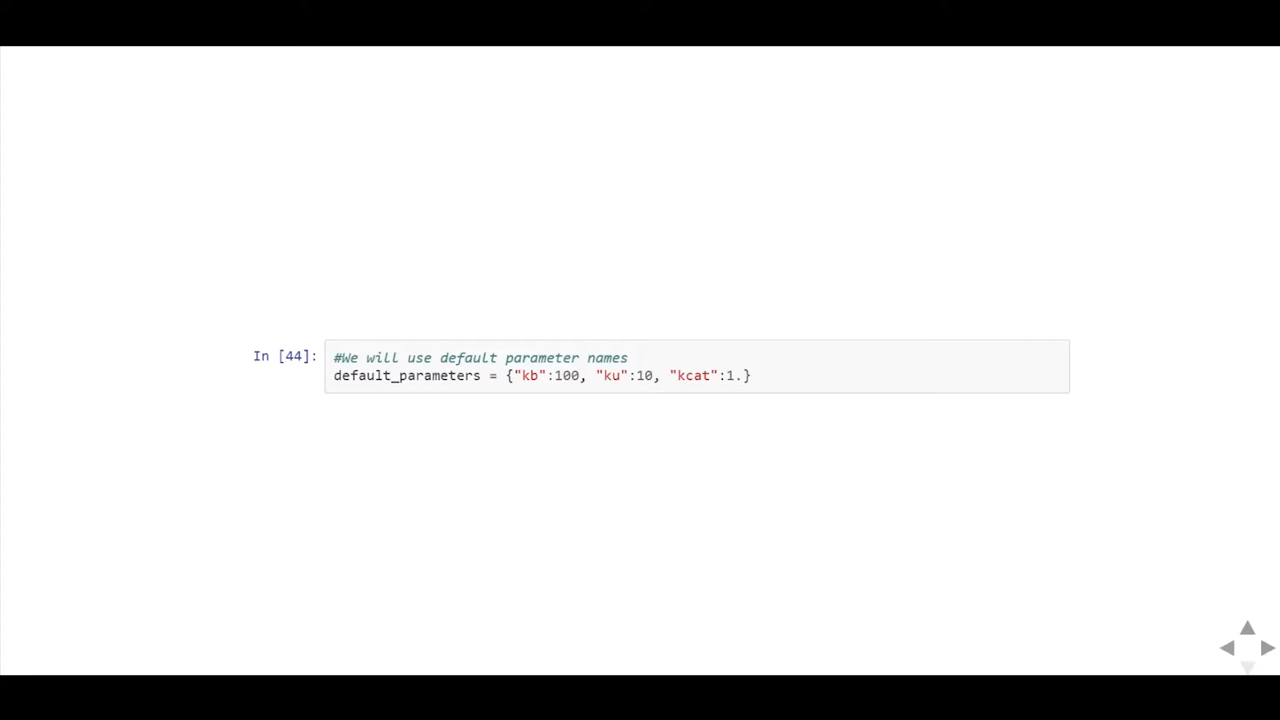 In [44]:
#We will use default parameter names
default_parameters = {"kb":100, "ku":10, "kcat":1.}